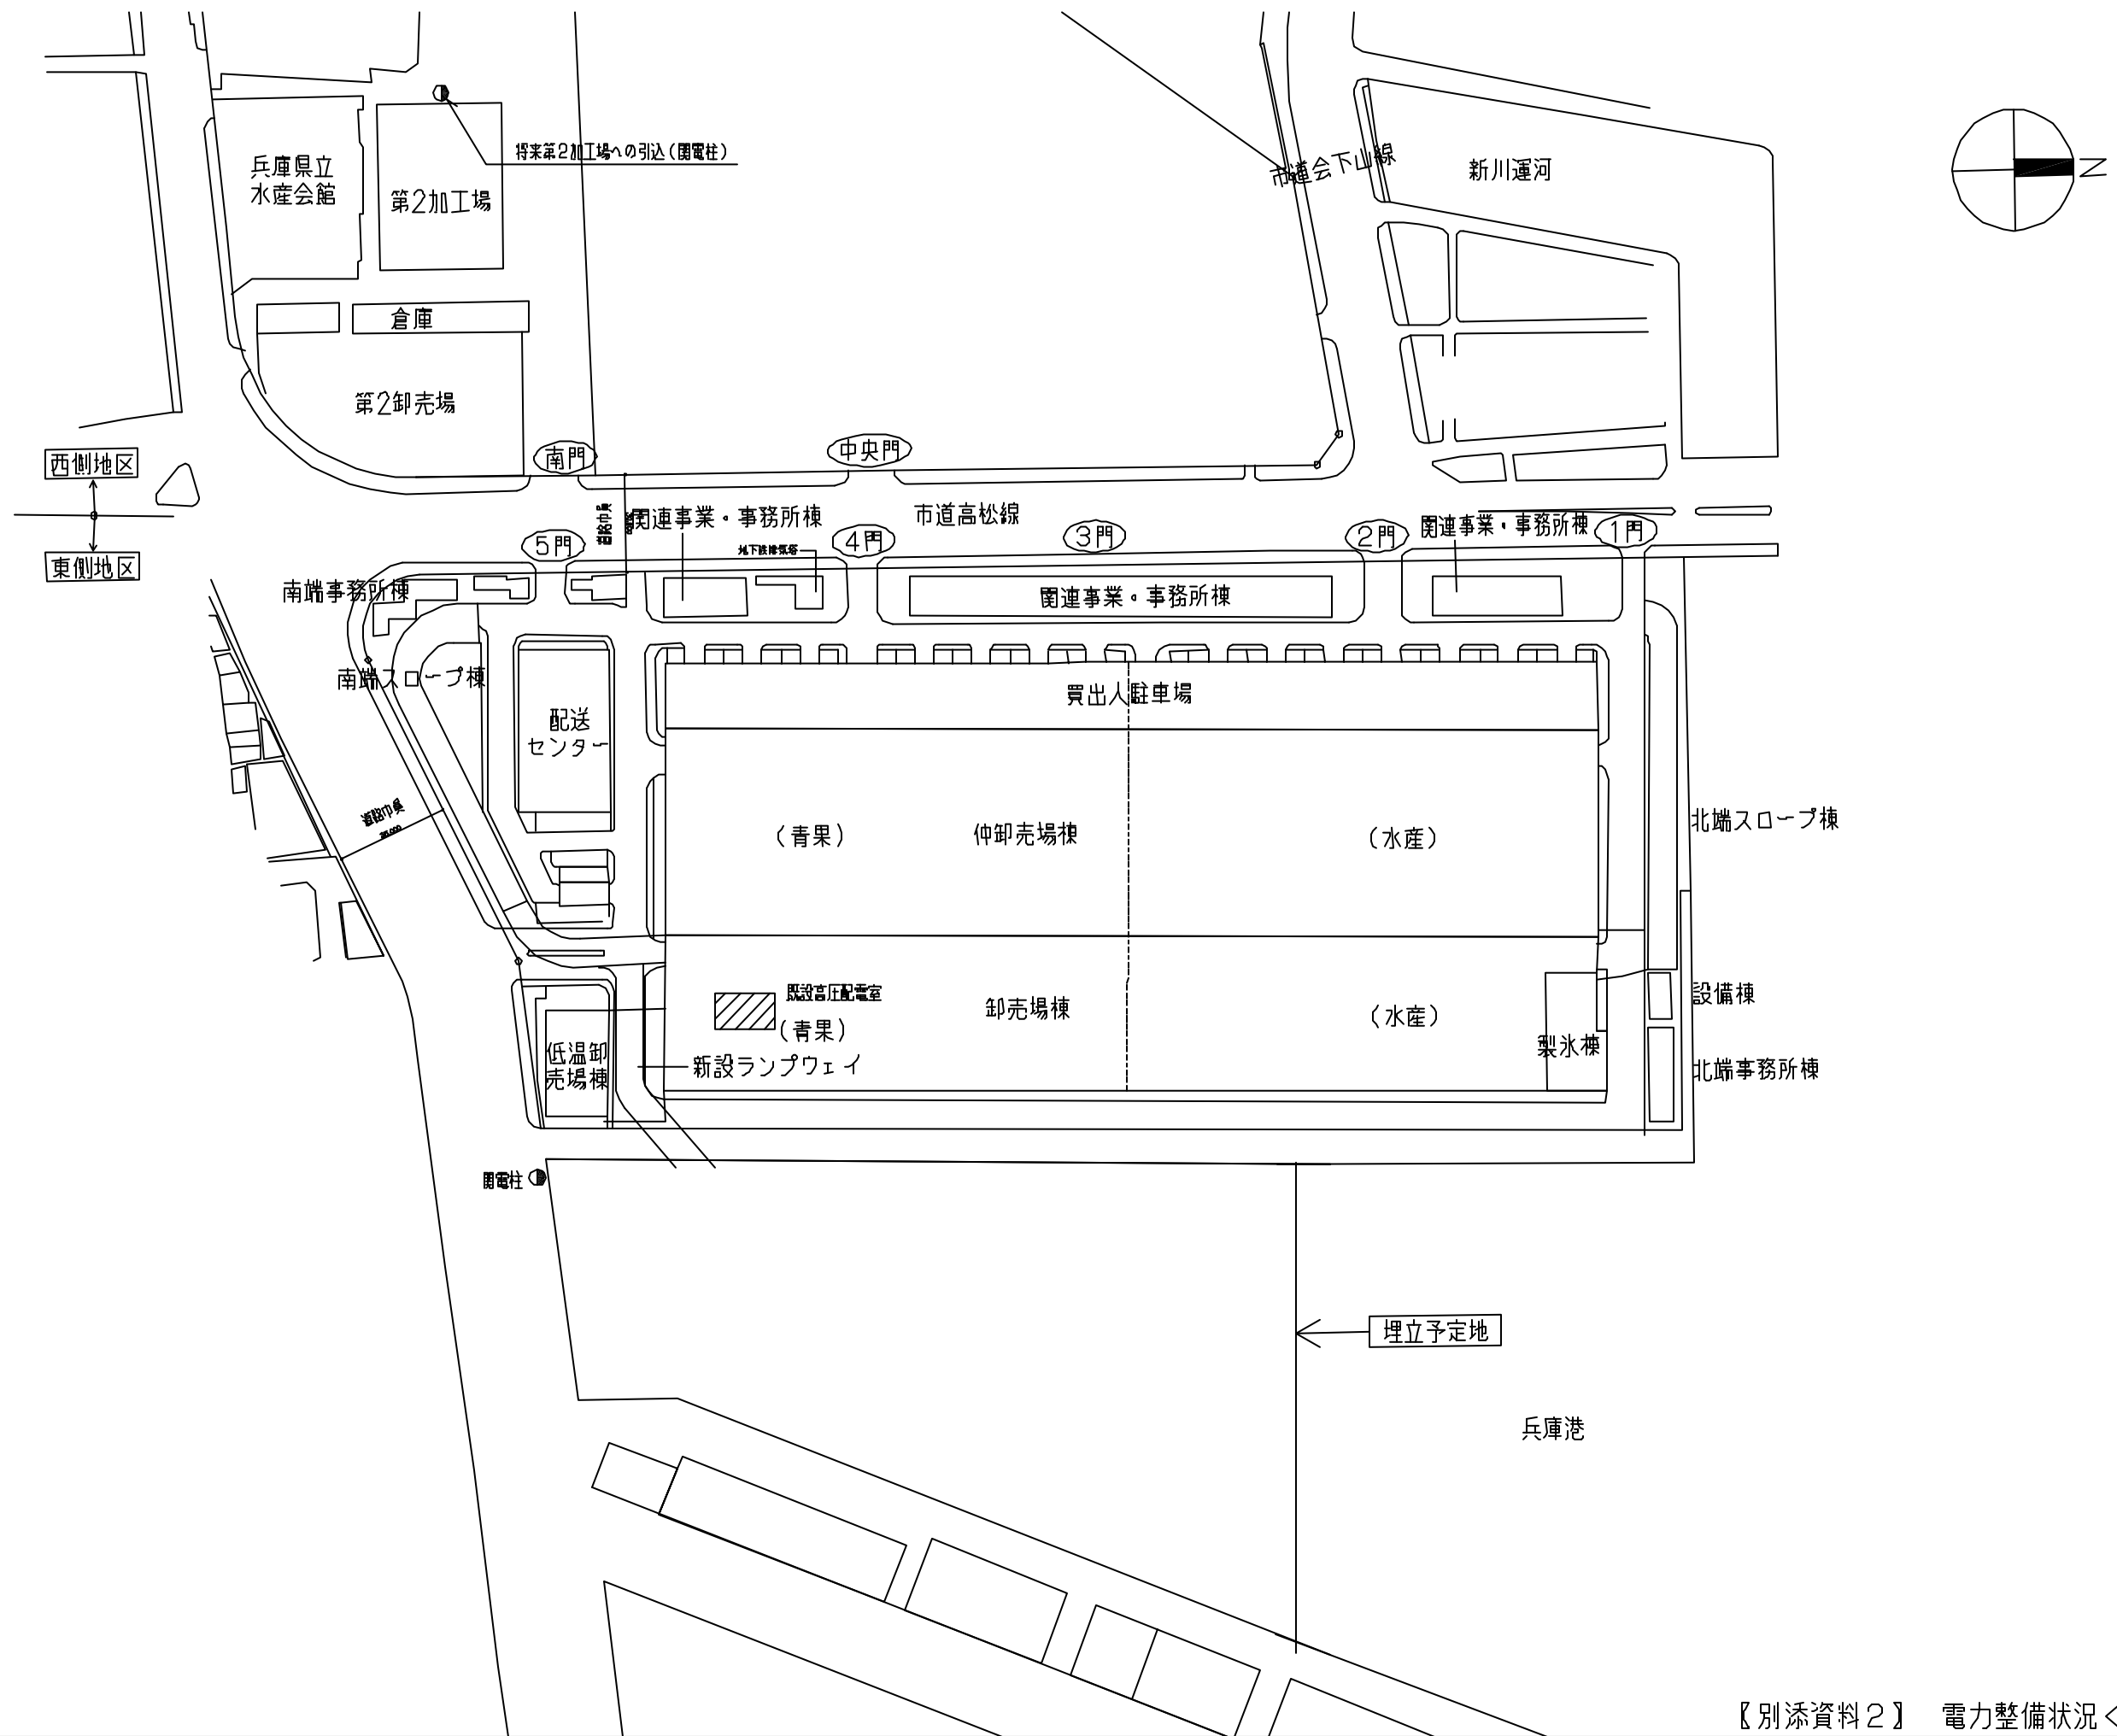 将来第2加工場への引込(関電柱)
兵庫県立
水産会館
第2加工場
市道会下山線
新川運河
N
倉庫
第2卸売場
西側地区
南門
中央門
市道高松線
関連事業・事務所棟
関連事業・事務所棟
東側地区
5門
4門
3門
2門
1門
南端事務所棟
関連事業・事務所棟
南端スロープ棟
買出人駐車場
配送
センター
道路巾員
(青果)
仲卸売場棟
(水産)
北端スロープ棟
既設高圧配電室
設備棟
(青果)
卸売場棟
(水産)
低温卸
売場棟
新設ランプウェイ
製氷棟
北端事務所棟
関電柱
埋立予定地
兵庫港
〖別添資料2〗 電力整備状況<